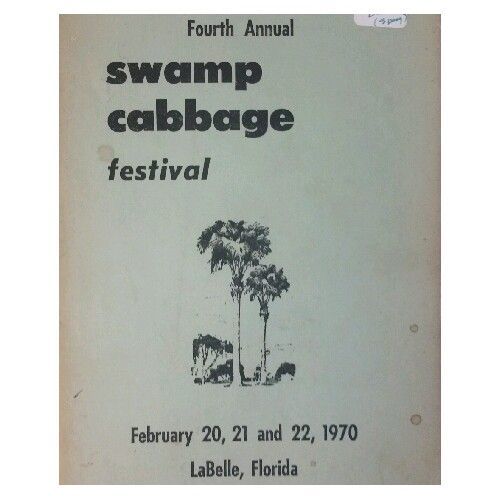 Fourth Annual
swamp
cabbage
festival
February 20, 21 and 22, 1970
LaBelle, Florida